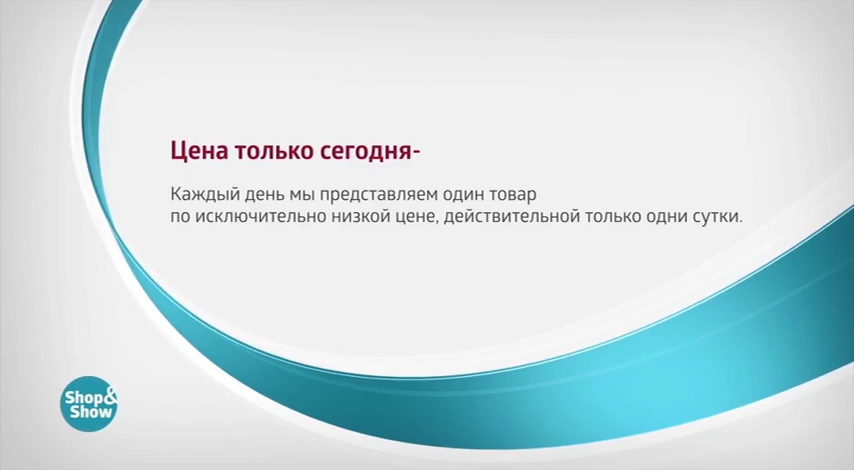 Цена только сегодня-
Каждый день мы представляем один товар
по исключительно низкой цене, действительной только одни сутки.
Shop&
Show